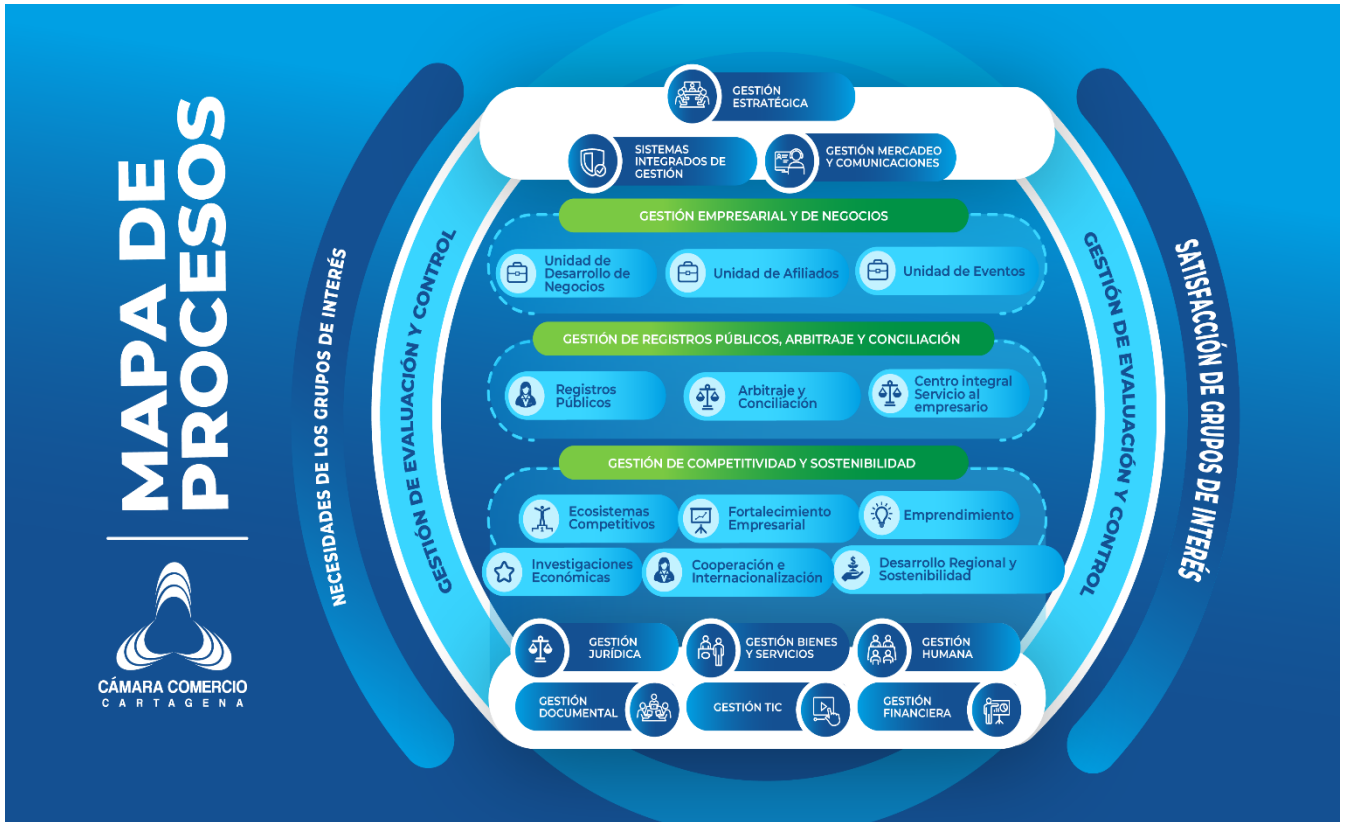 MAPA DE
PROCESOS
CÁMARA COMERCIO
CARTAGENA
NECESIDADES DE LOS GRUPOS DE INTERÉS
GESTIÓN DE EVALUACIÓN Y CONTROL
GESTIÓN
ESTRATÉGICA
SISTEMAS
INTEGRADOS DE
GESTIÓN
GESTIÓN MERCADEO
Y COMUNICACIONES
GESTIÓN EMPRESARIAL Y DE NEGOCIOS
Unidad de
Desarrollo de
Negocios
Unidad de Afiliados
Unidad de Eventos
GESTIÓN DE REGISTROS PÚBLICOS, ARBITRAJE Y CONCILIACIÓN
Registros
Públicos
Arbitraje y
Conciliación
Centro integral
Servicio al
empresario
GESTIÓN DE COMPETITIVIDAD Y SOSTENIBILIDAD
Ecosistemas
Competitivos
Fortalecimiento
Empresarial
Emprendimiento
Investigaciones
Económicas
Cooperación e
Internacionalización
Desarrollo Regional y
Sostenibilidad
GESTIÓN
JURÍDICA
GESTIÓN BIENES
Y SERVICIOS
GESTIÓN
HUMANA
GESTIÓN
DOCUMENTAL
GESTIÓN TIC
GESTIÓN
FINANCIERA
GESTIÓN DE EVALUACIÓN Y CONTROL
SATISFACCIÓN DE GRUPOS DE INTERÉS